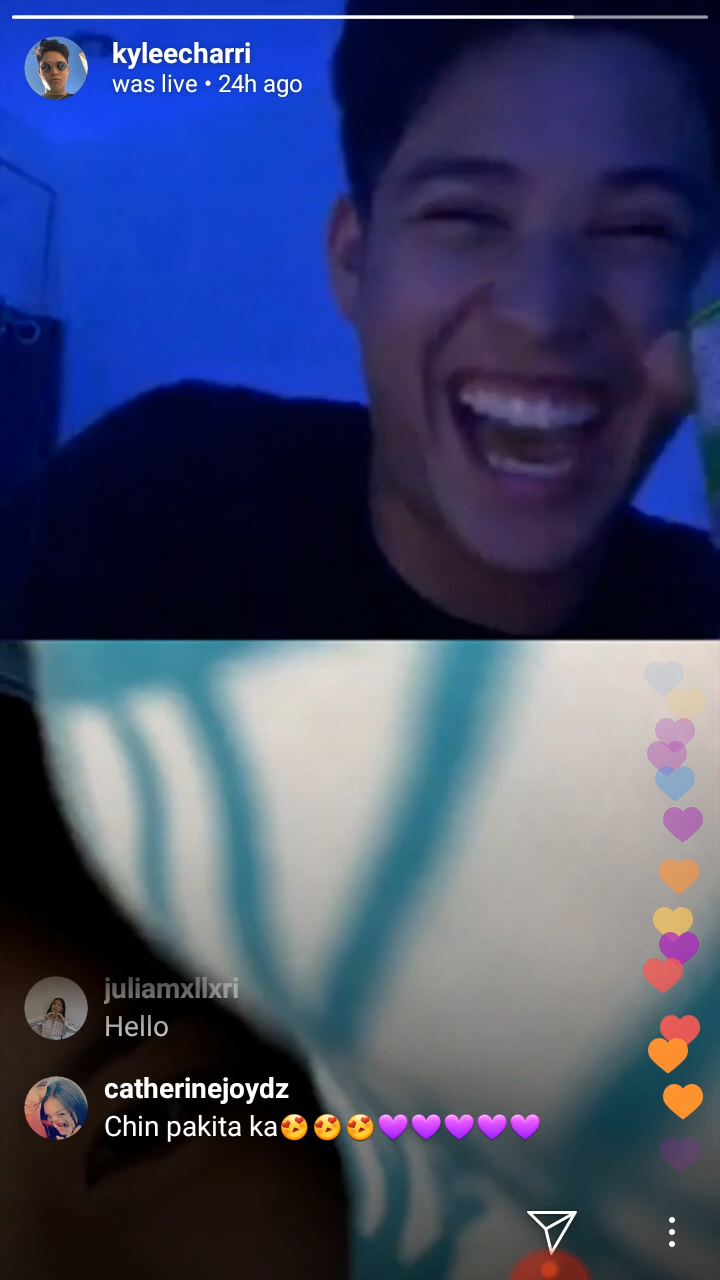 kyleecharri
was live • 24h ago
juliamxllxri
Hello
catherinejoydz
Chin pakita ka😍😍😍💜💜💜💜💜